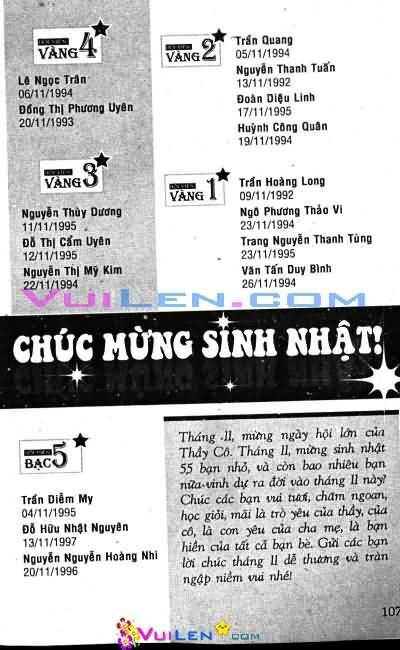 VÀNG 4
Lê Ngọc Trân
06/11/1994
Đồng Thị Phương Uyên
20/11/1993
VÀNG 2
Trần Quang
05/11/1994
Nguyễn Thanh Tuấn
13/11/1992
Đoàn Diệu Linh
17/11/1995
Huỳnh Công Quân
19/11/1994
VÀNG 3
Nguyễn Thùy Dương
11/11/1995
Đỗ Thị Cẩm Uyên
12/11/1995
Nguyễn Thị Mỹ Kim
22/11/1994
VÀNG 1
Trần Hoàng Long
09/11/1992
Ngô Phương Thảo Vi
23/11/1994
Trang Nguyễn Thanh Tùng
23/11/1995
Văn Tấn Duy Bình
26/11/1994
VUILEN.COM
CHÚC MỪNG SINH NHẬT!
BẠC 5
Trần Diễm My
04/11/1995
Đỗ Hữu Nhật Nguyên
13/11/1997
Nguyễn Nguyễn Hoàng Nhi
20/11/1996
Tháng 11, mừng ngày hội lớn của
Thầy Cô. Tháng 11, mừng sinh nhật
55 bạn nhỏ, và còn bao nhiêu bạn
nữa vinh dự ra đời vào tháng 11 này?
Chúc các bạn vui tươi, chăm ngoan,
học giỏi, mãi là trò yêu của thầy, của
cô, là con yêu của cha mẹ, là bạn
hiền của tất cả bạn bè. Gửi các bạn
lời chúc tháng 11 dễ thương và tràn
ngập niềm vui nhé!
107
VUILEN.COM